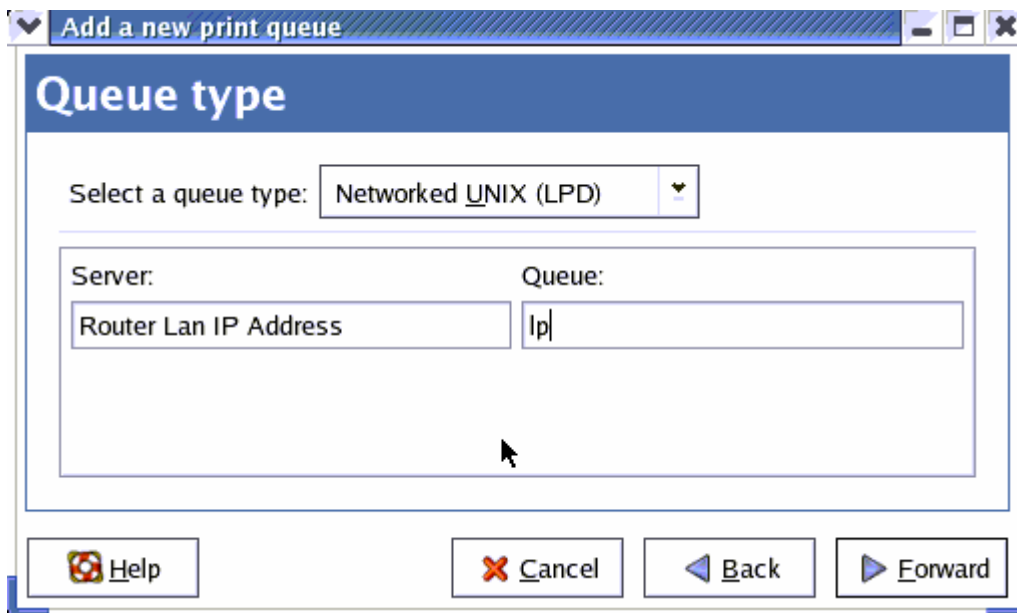 Add a new print queue
Queue type
Select a queue type: Networked UNIX (LPD)
Server: Queue:
Router Lan IP Address lp
Help Cancel Back Forward